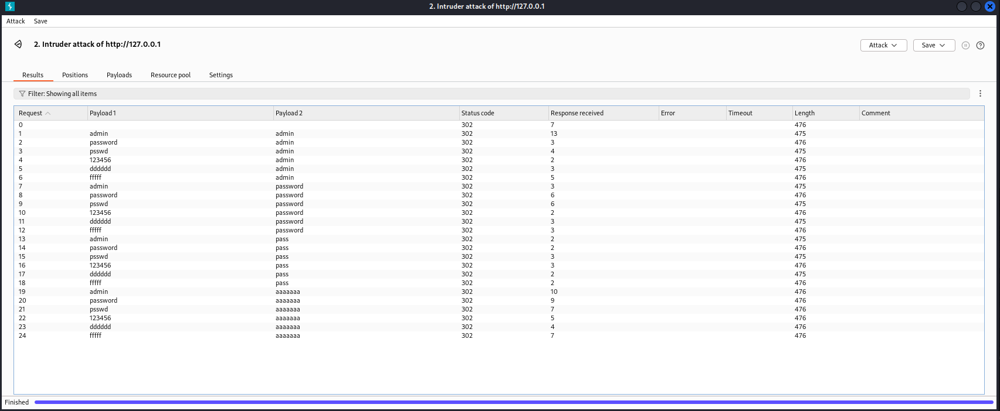 2. Intruder attack of http://127.0.0.1
Attack Save
2. Intruder attack of http://127.0.0.1
Attack Save
Results Positions Payloads Resource pool Settings
Filter: Showing all items
Request Payload 1 Payload 2 Status code Response received Error Timeout Length Comment
0 302 7 476
1 admin admin 302 13 475
2 password admin 302 3 476
3 psswd admin 302 4 475
4 123456 admin 302 2 476
5 dddddd admin 302 3 475
6 fffff admin 302 5 476
7 admin password 302 3 475
8 password password 302 6 476
9 psswd password 302 6 475
10 123456 password 302 2 476
11 dddddd password 302 3 475
12 fffff password 302 3 476
13 admin pass 302 2 475
14 password pass 302 2 476
15 psswd pass 302 3 475
16 123456 pass 302 3 476
17 dddddd pass 302 2 475
18 fffff pass 302 2 476
19 admin aaaaaaa 302 10 476
20 password aaaaaaa 302 9 476
21 psswd aaaaaaa 302 7 476
22 123456 aaaaaaa 302 5 476
23 dddddd aaaaaaa 302 4 476
24 fffff aaaaaaa 302 7 476
Finished